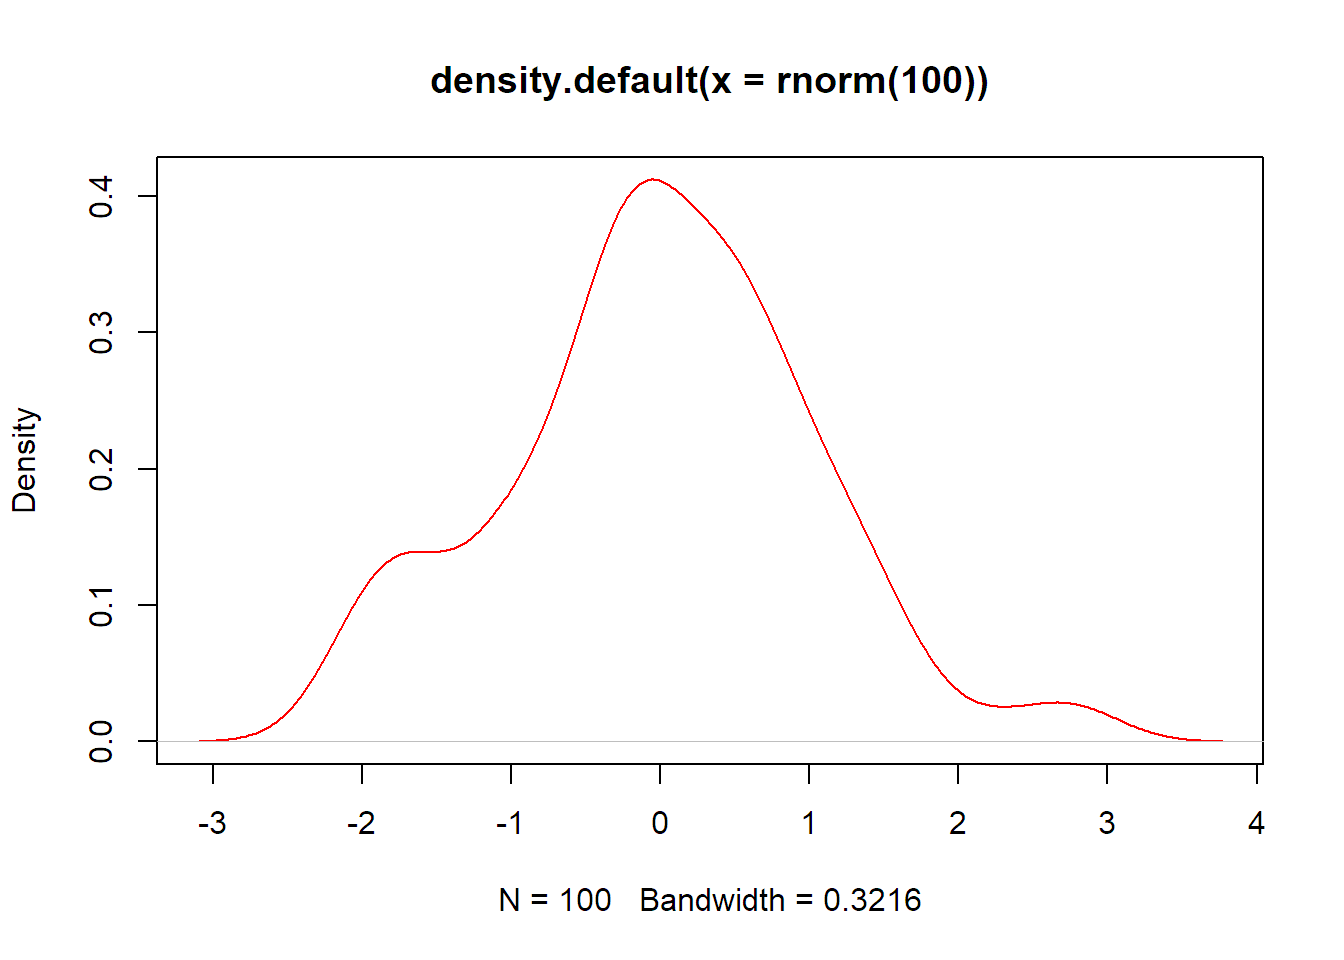 density.default(x = rnorm(100))
Density
0.4
0.3
0.2
0.1
0.0
-3 -2 -1 0 1 2 3 4
N = 100 Bandwidth = 0.3216